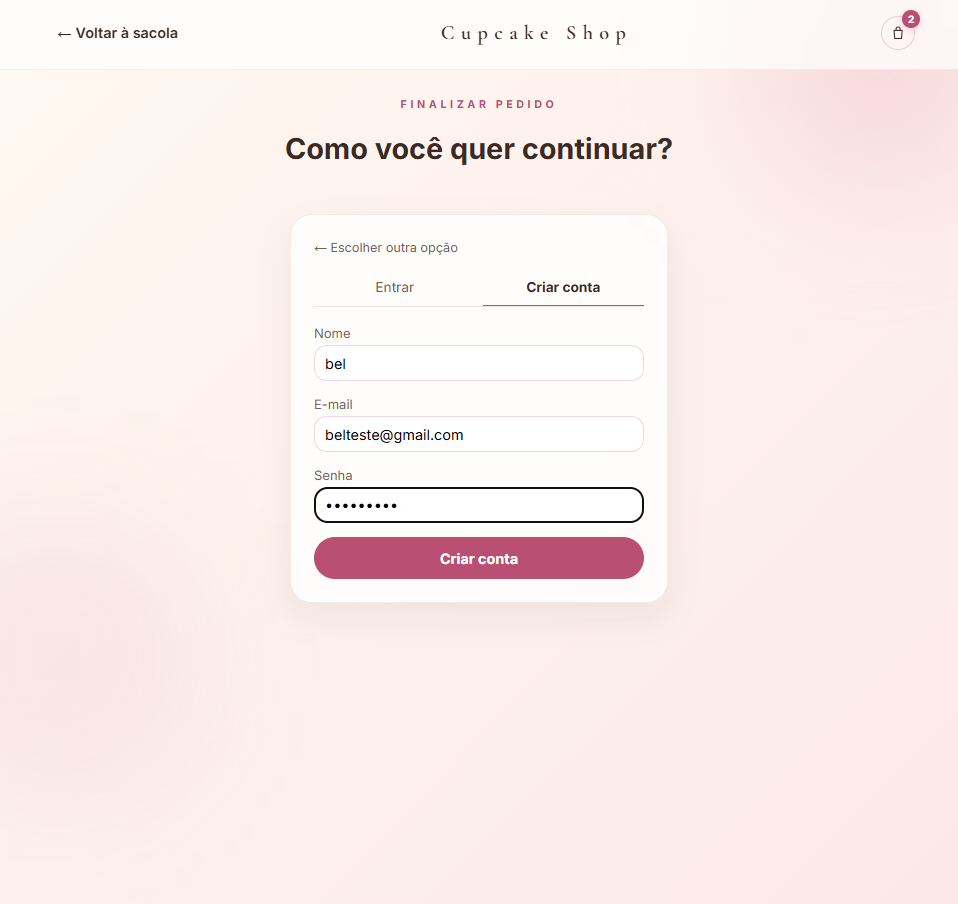 ← Voltar à sacola
Cupcake Shop
2
FINALIZAR PEDIDO
Como você quer continuar?
← Escolher outra opção
Entrar
Criar conta
Nome
bel
E-mail
belteste@gmail.com
Senha
•••••••••
Criar conta